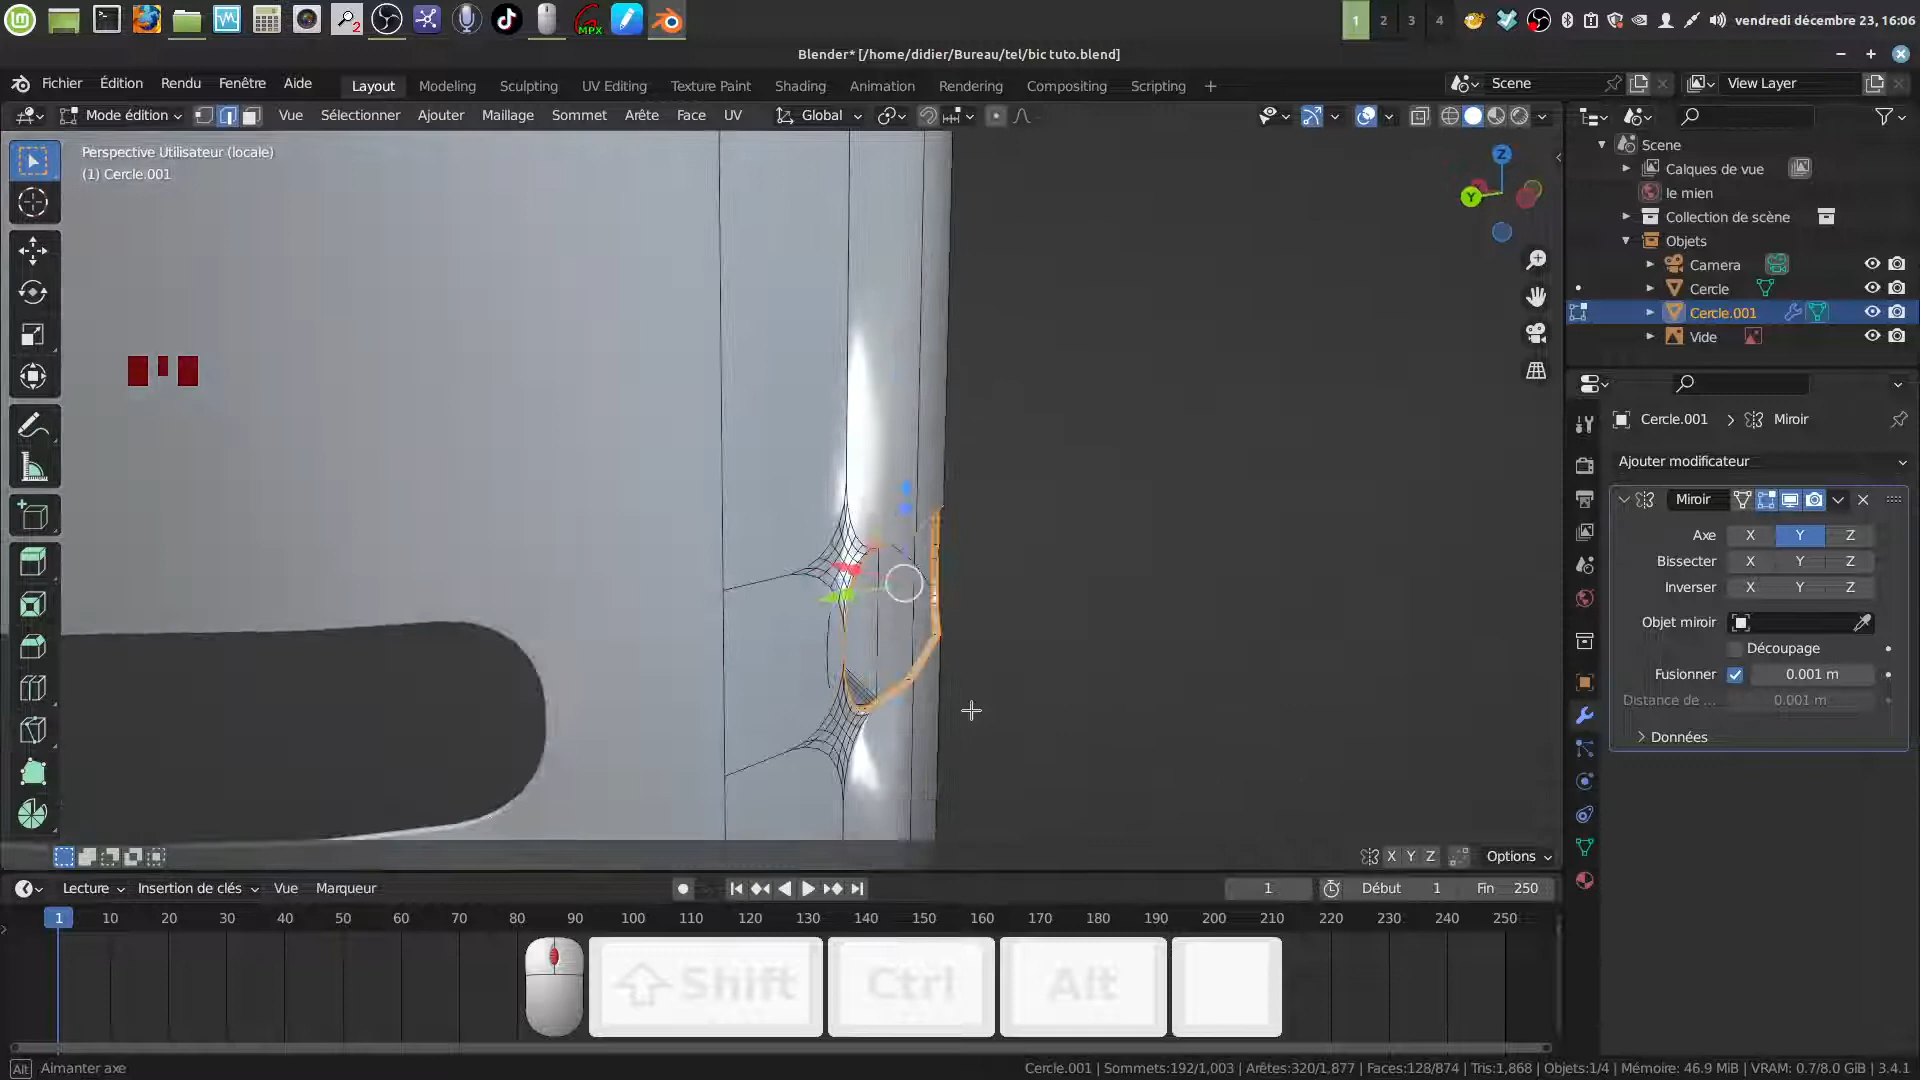 2
MPX
1 2 3 4
vendredi décembre 23, 16:06
Blender* [/home/didier/Bureau/tel/bic tuto.blend]
Fichier Édition Rendu Fenêtre Aide
Layout Modeling Sculpting UV Editing Texture Paint Shading Animation Rendering Compositing Scripting +
Scene
View Layer
Mode édition Vue Sélectionner Ajouter Maillage Sommet Arête Face UV
Global
Perspective Utilisateur (locale)
(1) Cercle.001
Z
Y
Scene
Calques de vue
le mien
Collection de scène
Objets
Camera
Cercle
Cercle.001
Vide
Cercle.001 > Miroir
Ajouter modificateur
Miroir
Axe X Y Z
Bissecter X Y Z
Inverser X Y Z
Objet miroir
Découpage
Fusionner 0.001 m
Distance de ... 0.001 m
Données
X Y Z
Options
Lecture Insertion de clés Vue Marqueur
1
Début 1
Fin 250
1 10 20 30 40 50 60 70 80 90 100 110 120 130 140 150 160 170 180 190 200 210 220 230 240 250
Shift Ctrl Alt
Alt Aimanter axe
Cercle.001 | Sommets:192/1,003 | Arêtes:320/1,877 | Faces:128/874 | Tris:1,868 | Objets:1/4 | Mémoire: 46.9 MiB | VRAM: 0.7/8.0 GiB | 3.4.1